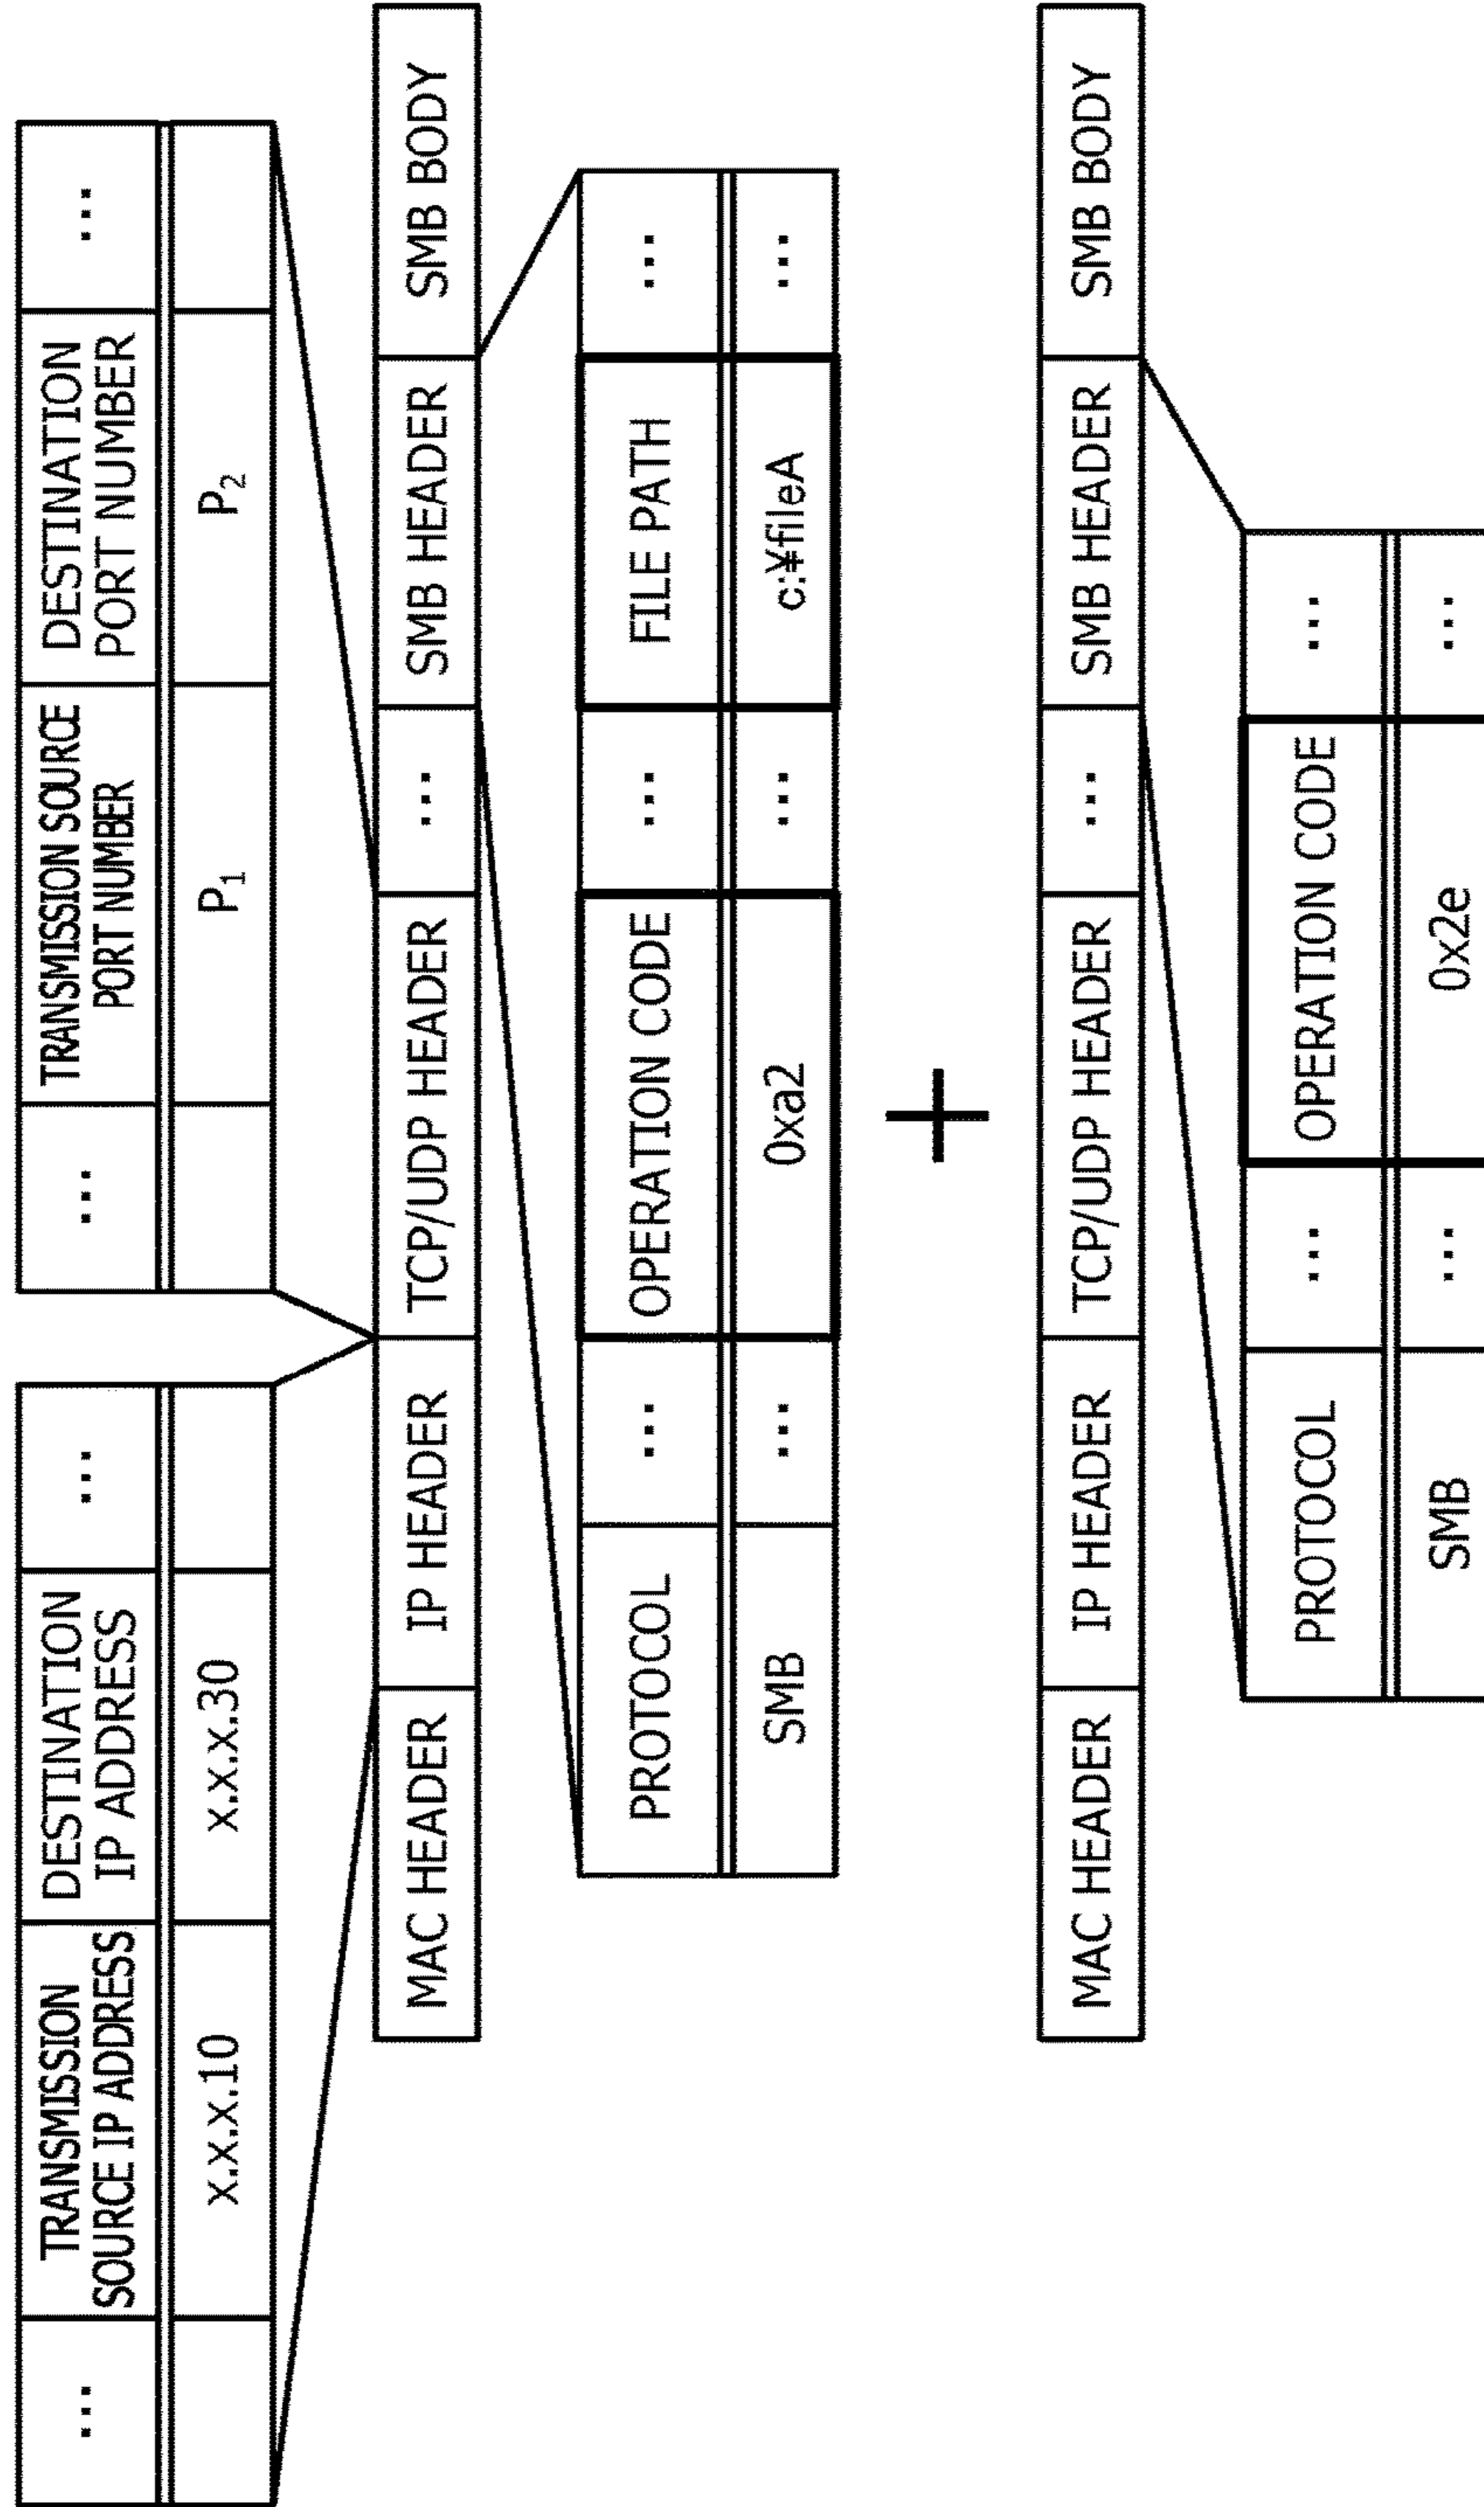 ... TRANSMISSION DESTINATION ... ... TRANSMISSION SOURCE DESTINATION ...
SOURCE IP ADDRESS IP ADDRESS PORT NUMBER PORT NUMBER
x.x.x.10 x.x.x.30 P₁ P₂
MAC HEADER IP HEADER TCP/UDP HEADER ... SMB HEADER SMB BODY
PROTOCOL ... OPERATION CODE ... FILE PATH ...
SMB ... 0xa2 ... c:¥fileA ...
+
MAC HEADER IP HEADER TCP/UDP HEADER ... SMB HEADER SMB BODY
PROTOCOL ... OPERATION CODE ...
SMB ... 0x2e ...